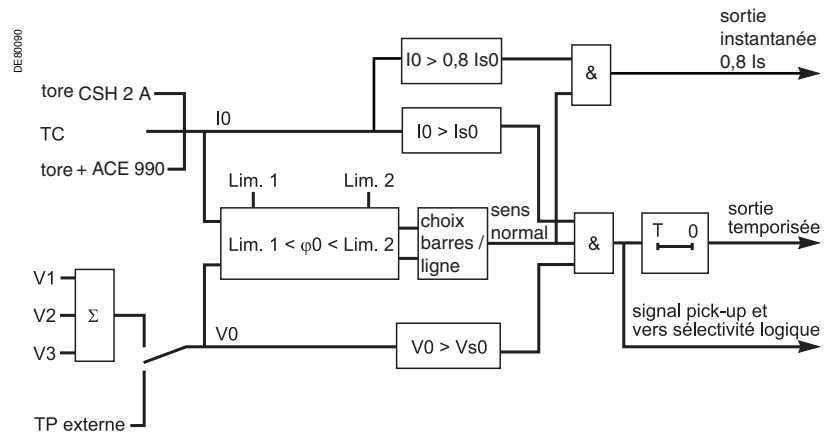 DE80090
sortie
instantanée
0,8 Is
I0 > 0,8 Is0
&
tore CSH 2 A
TC
I0
I0 > Is0
tore + ACE 990
Lim. 1
Lim. 2
Lim. 1 < φ0 < Lim. 2
choix
barres /
ligne
sens
normal
&
T 0
sortie
temporisée
V1
V2
V3
Σ
signal pick-up et
vers sélectivité logique
V0
V0 > Vs0
TP externe